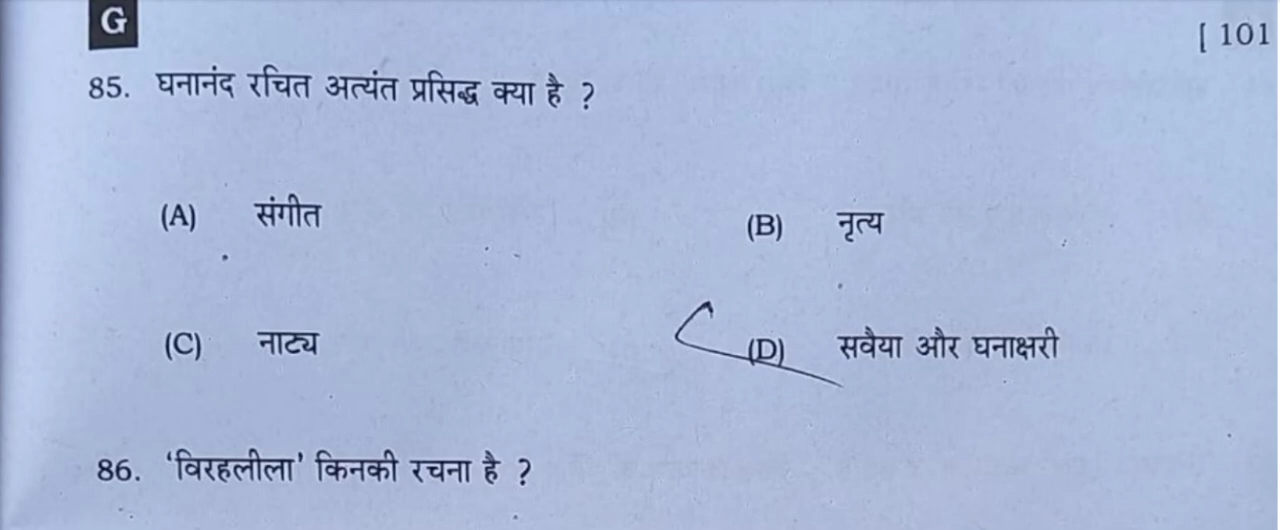 G
[ 101
85. घनानंद रचित अत्यंत प्रसिद्ध क्या है ?
(A) संगीत
(B) नृत्य
(C) नाट्य
(D) सवैया और घनाक्षरी
86. ‘विरहलीला’ किनकी रचना है ?